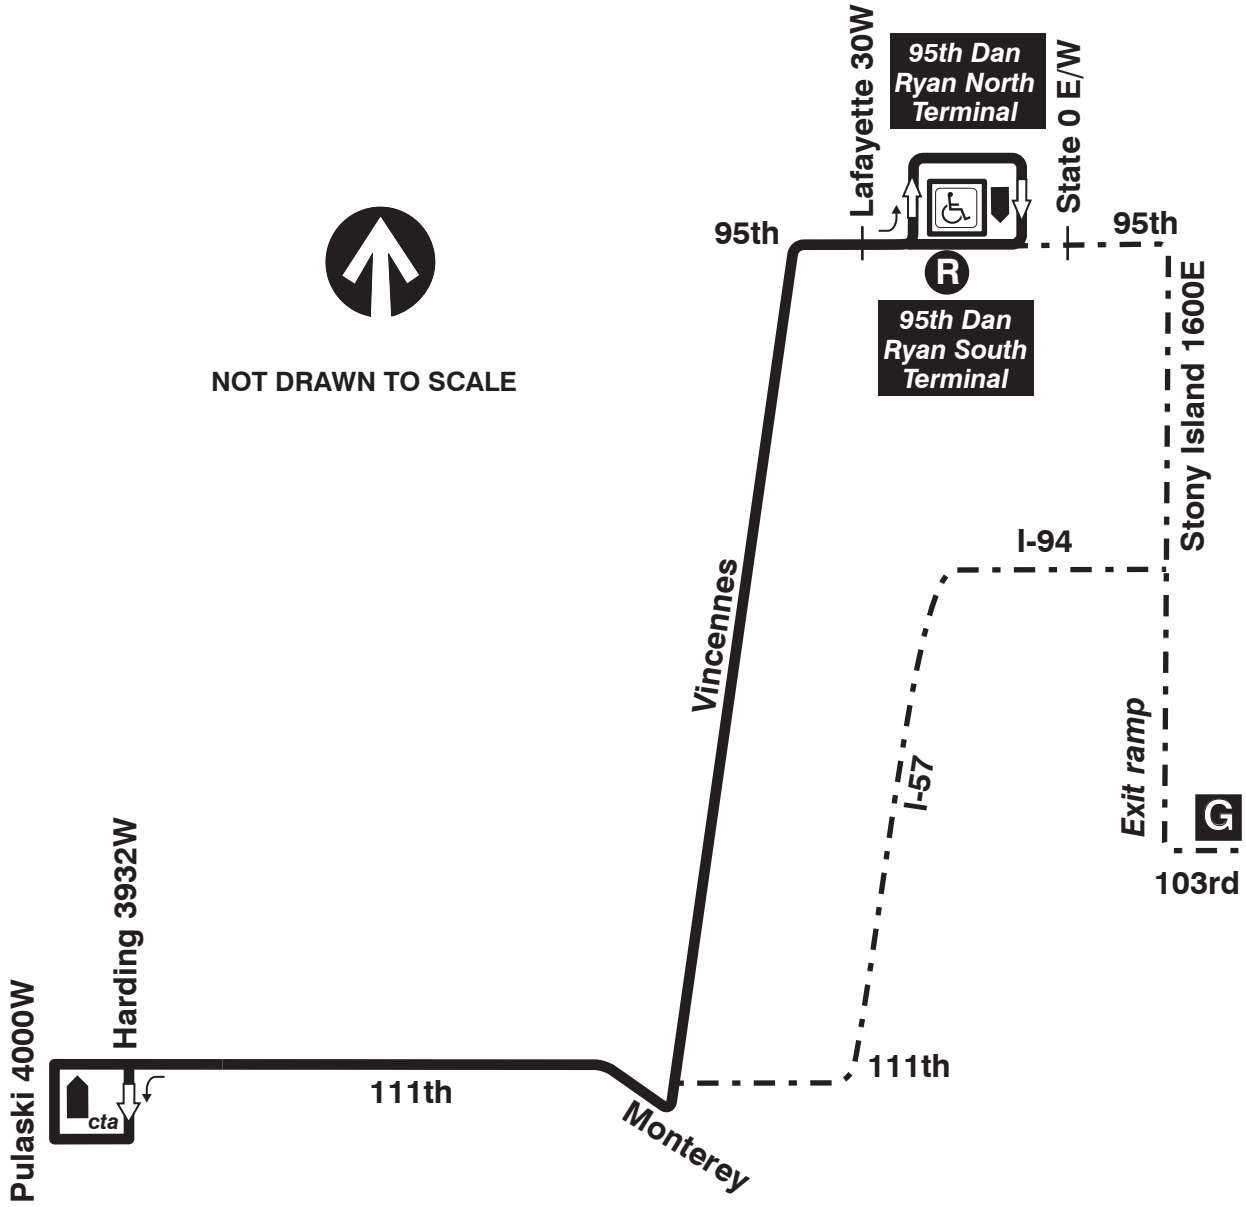 Lafayette 30W
95th Dan
Ryan North
Terminal
State 0 E/W
95th
95th
R
95th Dan
Ryan South
Terminal
Stony Island 1600E
NOT DRAWN TO SCALE
I-94
Vincennes
I-57
Exit ramp
G
103rd
Harding 3932W
Pulaski 4000W
111th
111th
cta
Monterey